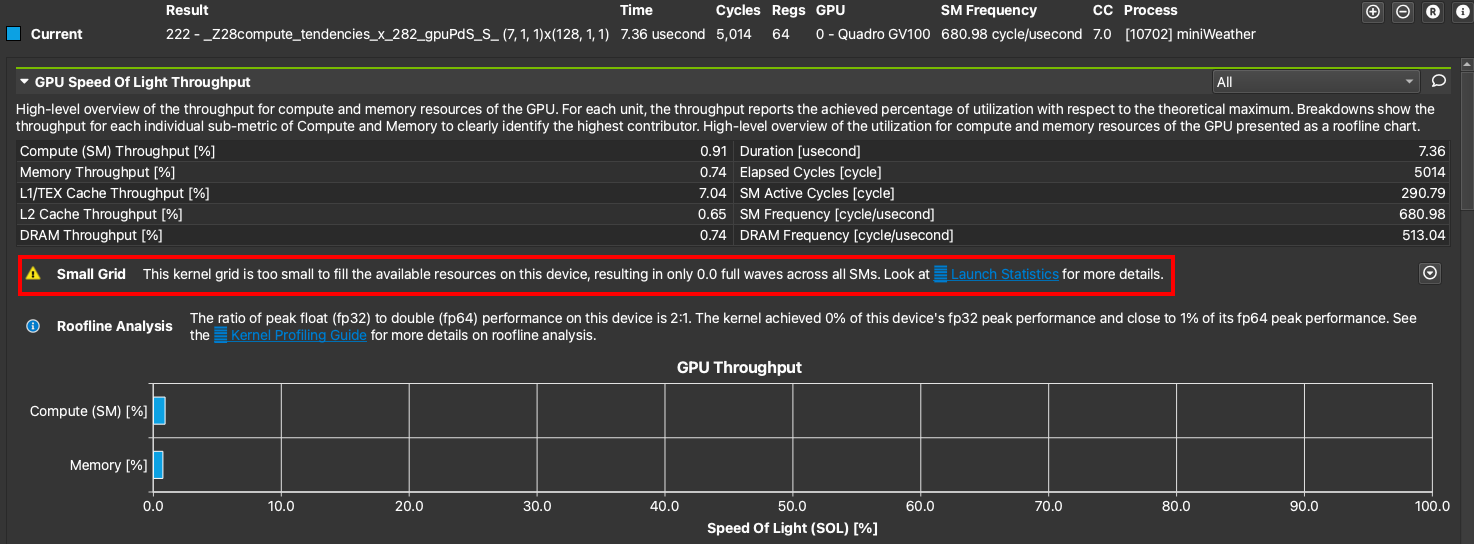 Result Time Cycles Regs GPU SM Frequency CC Process
Current 222 - _Z28compute_tendencies_x_282_gpuPdS_S_ (7, 1, 1)x(128, 1, 1) 7.36 usecond 5,014 64 0 - Quadro GV100 680.98 cycle/usecond 7.0 [10702] miniWeather
R i
GPU Speed Of Light Throughput All
High-level overview of the throughput for compute and memory resources of the GPU. For each unit, the throughput reports the achieved percentage of utilization with respect to the theoretical maximum. Breakdowns show the
throughput for each individual sub-metric of Compute and Memory to clearly identify the highest contributor. High-level overview of the utilization for compute and memory resources of the GPU presented as a roofline chart.
Compute (SM) Throughput [%] 0.91 Duration [usecond] 7.36
Memory Throughput [%] 0.74 Elapsed Cycles [cycle] 5014
L1/TEX Cache Throughput [%] 7.04 SM Active Cycles [cycle] 290.79
L2 Cache Throughput [%] 0.65 SM Frequency [cycle/usecond] 680.98
DRAM Throughput [%] 0.74 DRAM Frequency [cycle/usecond] 513.04
Small Grid This kernel grid is too small to fill the available resources on this device, resulting in only 0.0 full waves across all SMs. Look at Launch Statistics for more details.
Roofline Analysis The ratio of peak float (fp32) to double (fp64) performance on this device is 2:1. The kernel achieved 0% of this device's fp32 peak performance and close to 1% of its fp64 peak performance. See
the Kernel Profiling Guide for more details on roofline analysis.
GPU Throughput
Compute (SM) [%]
Memory [%]
0.0 10.0 20.0 30.0 40.0 50.0 60.0 70.0 80.0 90.0 100.0
Speed Of Light (SOL) [%]